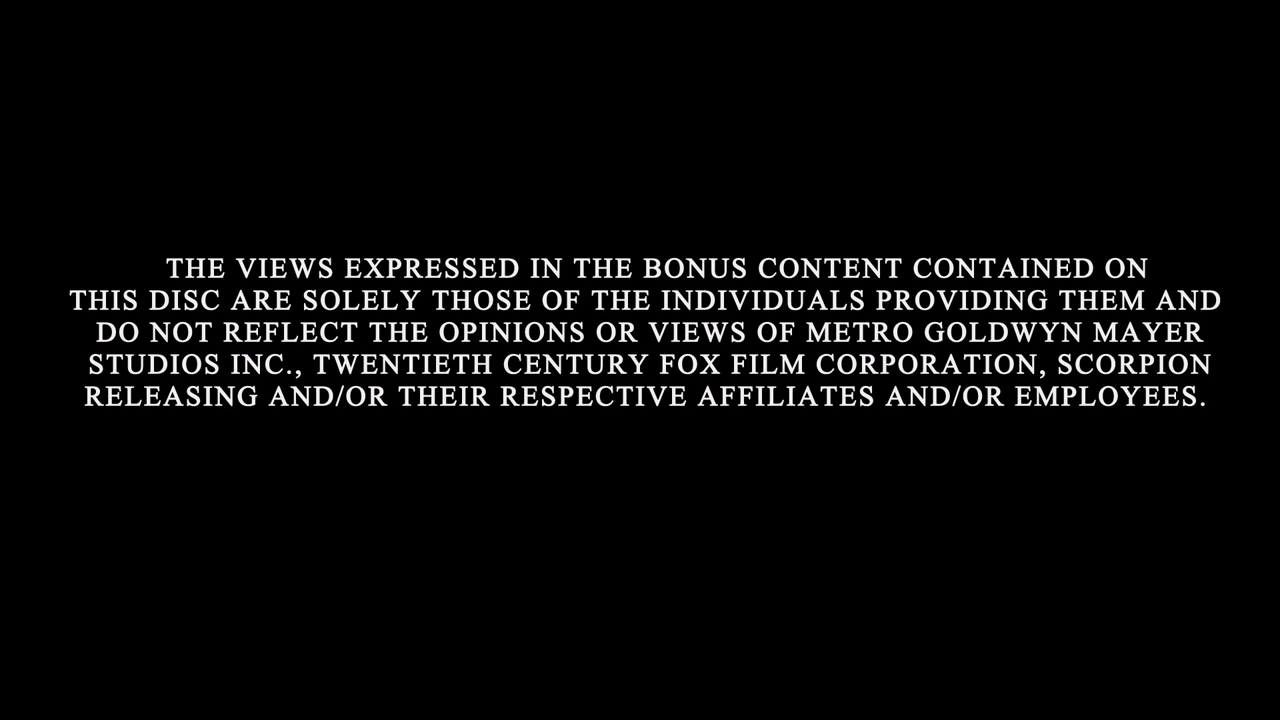 THE VIEWS EXPRESSED IN THE BONUS CONTENT CONTAINED ON
THIS DISC ARE SOLELY THOSE OF THE INDIVIDUALS PROVIDING THEM AND
DO NOT REFLECT THE OPINIONS OR VIEWS OF METRO GOLDWYN MAYER
STUDIOS INC., TWENTIETH CENTURY FOX FILM CORPORATION, SCORPION
RELEASING AND/OR THEIR RESPECTIVE AFFILIATES AND/OR EMPLOYEES.